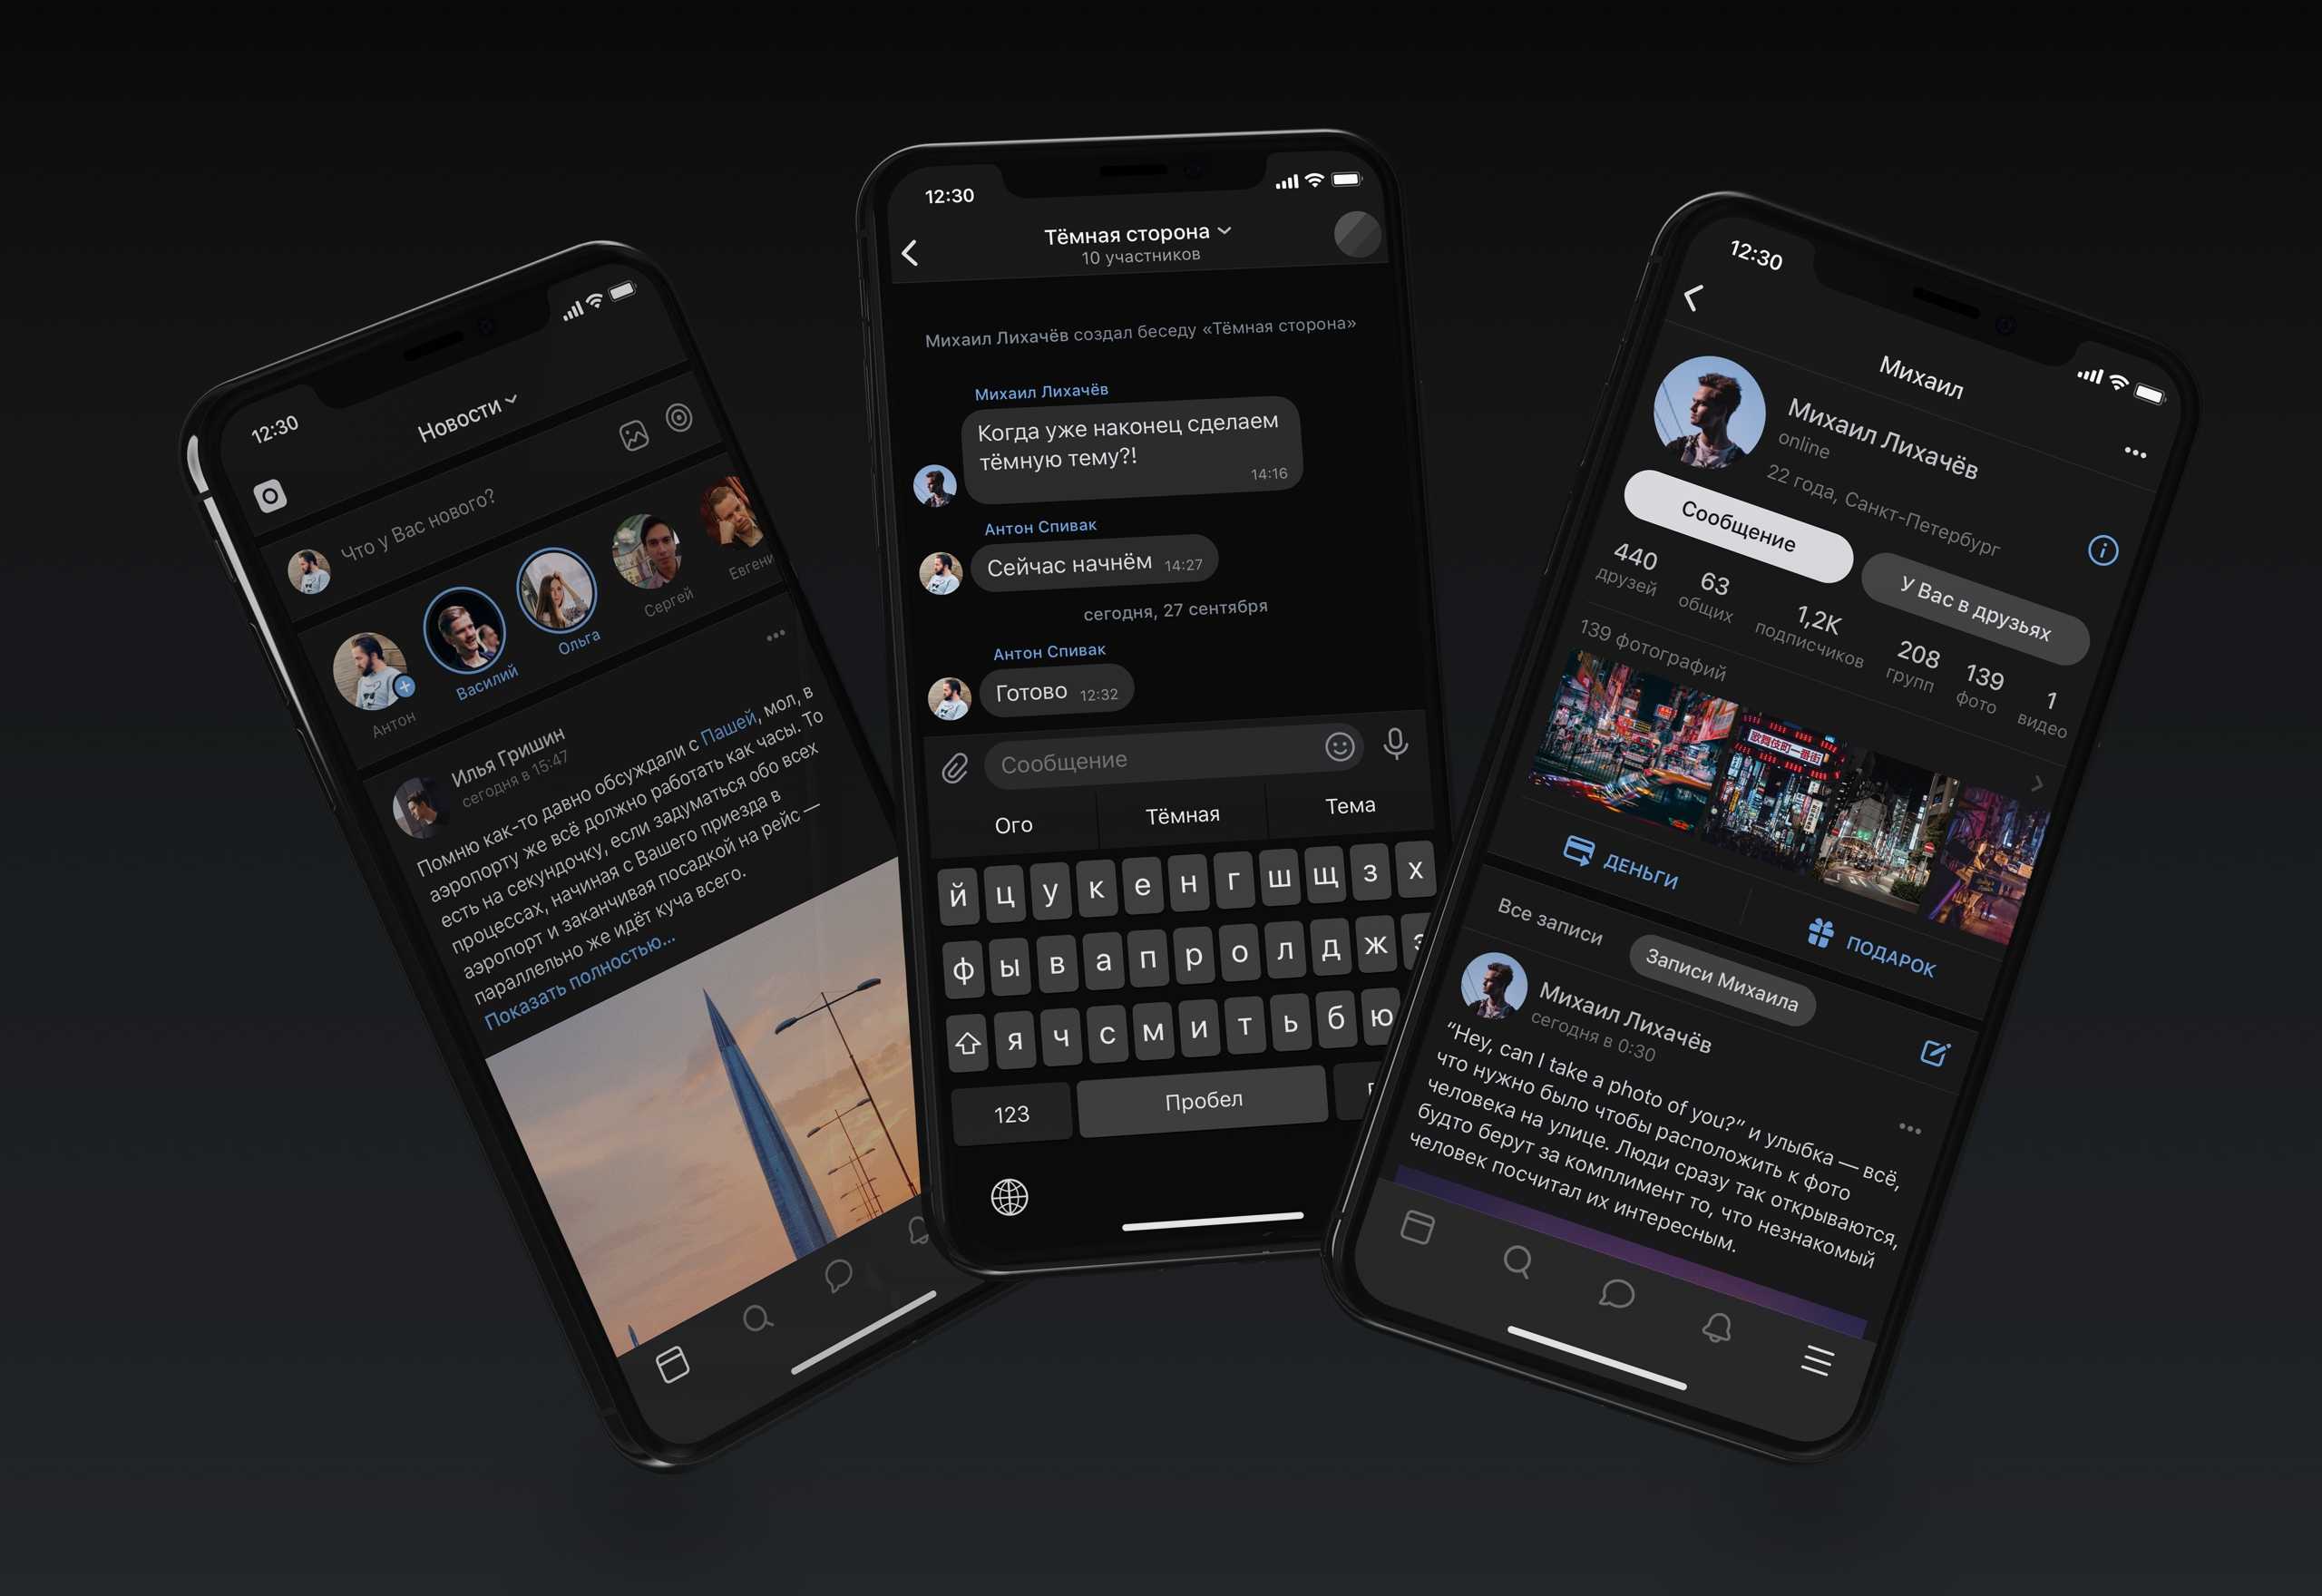 12:30
Новости
Что у Вас нового?
Антон
Василий
Ольга
Сергей
Илья Гришин
сегодня в 15:47
Помню как-то давно обсуждали с Пашей, мол, в
аэропорту же всё должно работать как часы. То
есть на секундочку, если задуматься обо всех
процессах, начиная с Вашего приезда в
аэропорт и заканчивая посадкой на рейс —
параллельно же идёт куча всего.
Показать полностью...
12:30
Тёмная сторона
10 участников
Михаил Лихачёв создал беседу «Тёмная сторона»
Михаил Лихачёв
Когда уже наконец сделаем
тёмную тему?!
14:16
Антон Спивак
Сейчас начнём 14:27
сегодня, 27 сентября
Антон Спивак
Готово 12:32
Сообщение
Ого Тёмная Тема
й ц у к е н г ш щ з х
ф ы в а п р о л д ж э
я ч с м и т ь б ю
123 Пробел
12:30
Михаил
Михаил Лихачёв
online
22 года, Санкт-Петербург
Сообщение
У Вас в друзьях
440 63 1,2K 208 139 1
друзей общих подписчиков групп фото видео
139 фотографий
歌舞伎町一番街
ДЕНЬГИ
ПОДАРОК
Все записи
Записи Михаила
Михаил Лихачёв
сегодня в 0:30
“Hey, can I take a photo of you?” и улыбка — всё,
что нужно было чтобы расположить к фото
человека на улице. Люди сразу так открываются,
будто берут за комплимент то, что незнакомый
человек посчитал их интересным.